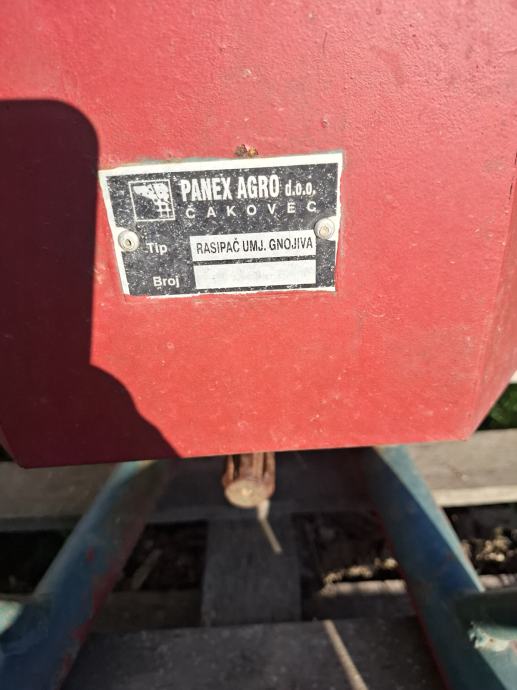 PANEX AGRO d.o.o.
ČAKOVEC
Tip RASIPAČ UMJ. GNOJIVA
Broj